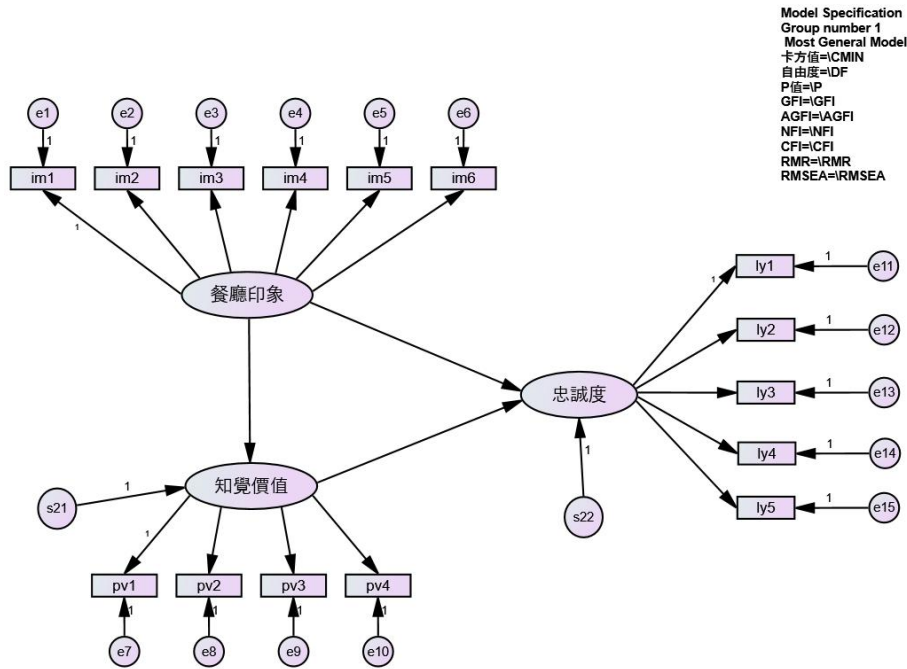 Model Specification
Group number 1
Most General Model
卡方值=\CMIN
自由度=\DF
P值=\P
GFI=\GFI
AGFI=\AGFI
NFI=\NFI
CFI=\CFI
RMR=\RMR
RMSEA=\RMSEA
e1 e2 e3 e4 e5 e6
1 1 1 1 1 1
im1 im2 im3 im4 im5 im6
1
餐廳印象
ly1 1 e11
1
ly2 1 e12
忠誠度
ly3 1 e13
ly4 1 e14
1
知覺價值
1
s21
ly5 1 e15
s22
1
pv1 pv2 pv3 pv4
1 1 1 1
e7 e8 e9 e10